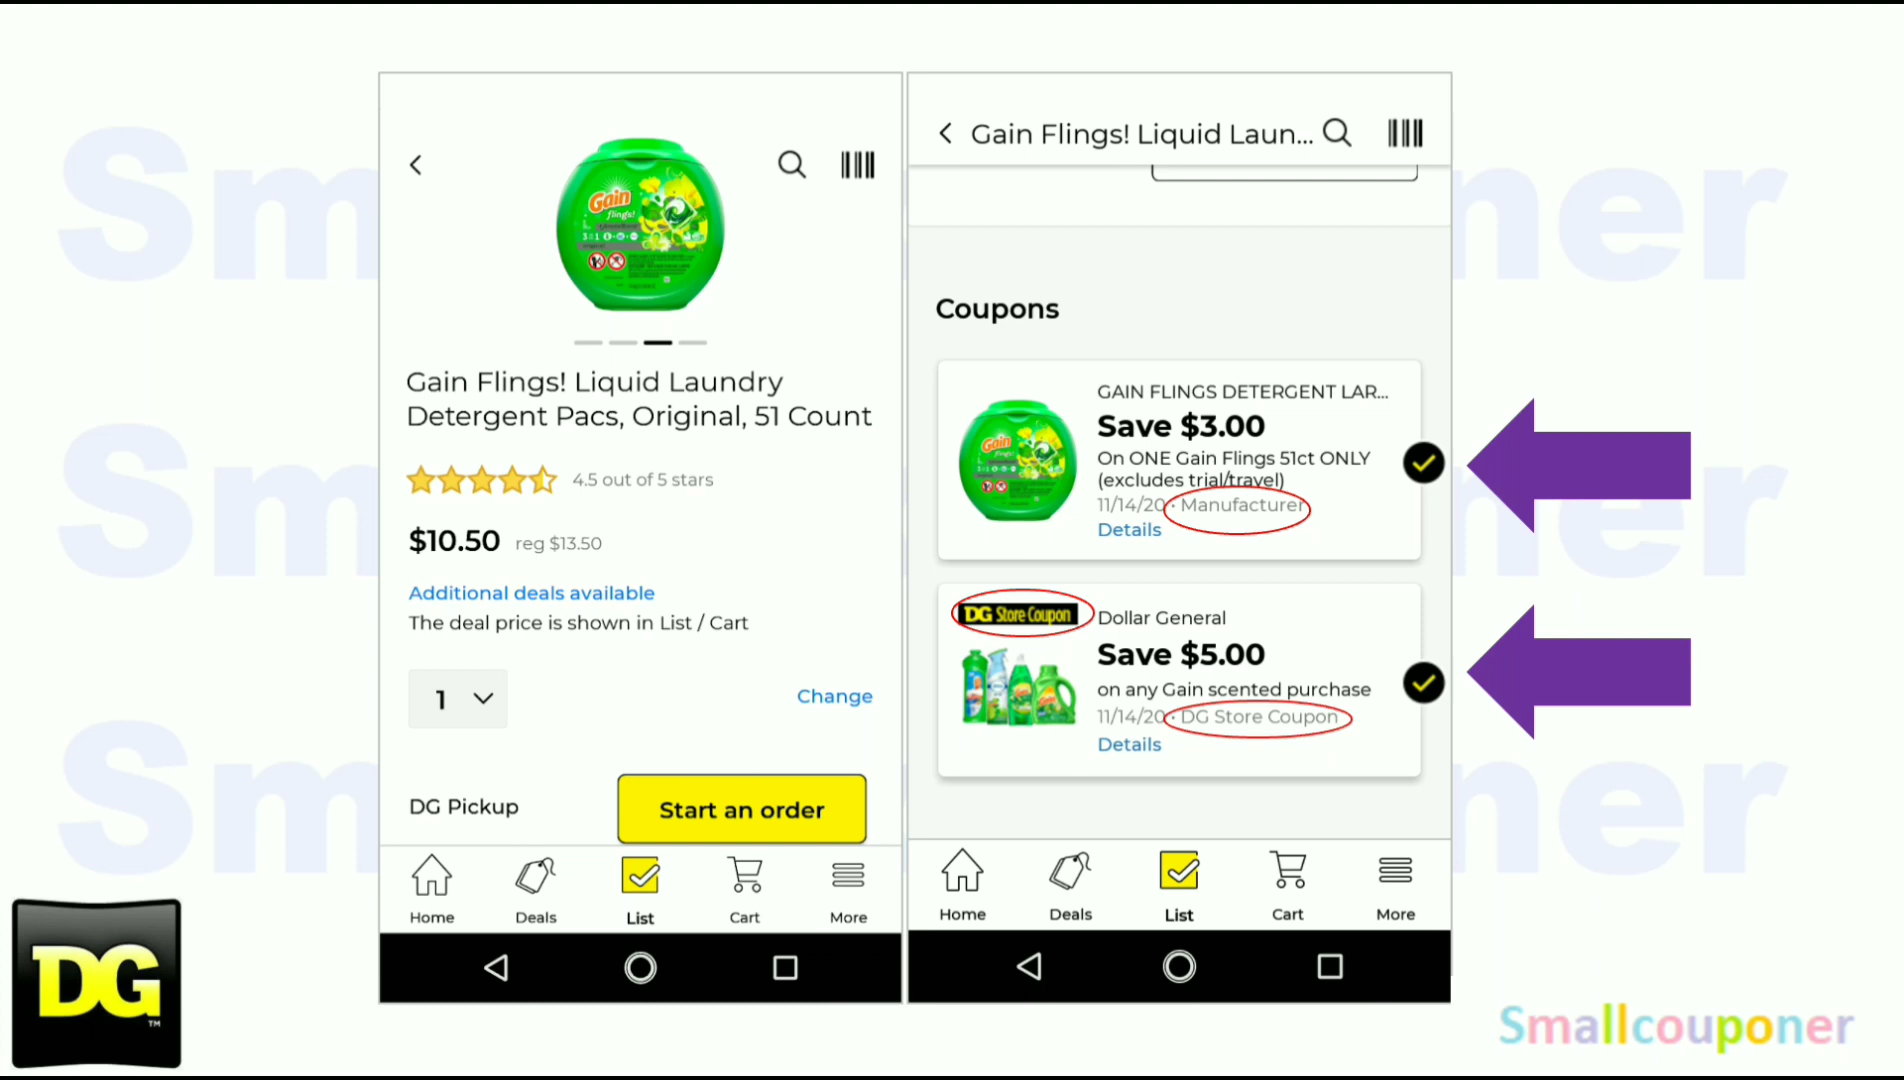 Gain
flings!
Gain Flings! Liquid Laundry
Detergent Pacs, Original, 51 Count
4.5 out of 5 stars
$10.50 reg $13.50
Additional deals available
The deal price is shown in List / Cart
1
Change
DG Pickup
Start an order
Home
Deals
List
Cart
More
Gain Flings! Liquid Laun...
Coupons
Gain
flings!
GAIN FLINGS DETERGENT LAR...
Save $3.00
On ONE Gain Flings 51ct ONLY
(excludes trial/travel)
11/14/20 · Manufacturer
Details
DG Store Coupon
Dollar General
Save $5.00
on any Gain scented purchase
11/14/20 · DG Store Coupon
Details
Home
Deals
List
Cart
More
DG
TM
Smallcouponer